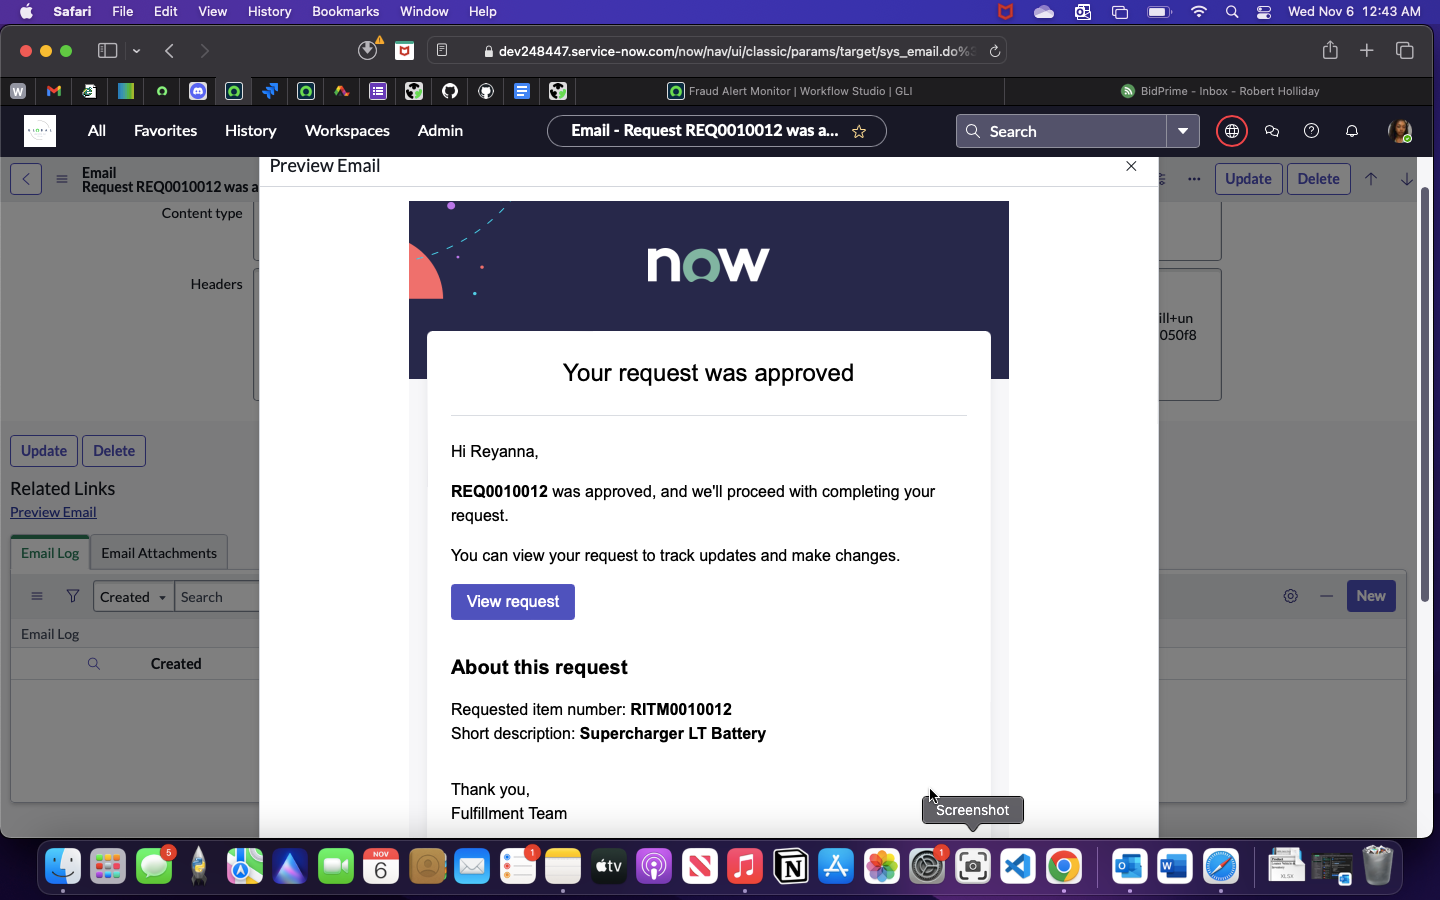 Safari File Edit View History Bookmarks Window Help Wed Nov 6 12:43 AM
dev248447.service-now.com/now/nav/ui/classic/params/target/sys_email.do%3
W Fraud Alert Monitor | Workflow Studio | GLI BidPrime - Inbox - Robert Holliday
All Favorites History Workspaces Admin Email - Request REQ0010012 was a... Search
Email
Request REQ0010012 was a
Preview Email
Update Delete
Content type
Headers
ill+un
050f8
now
Your request was approved
Hi Reyanna,
REQ0010012 was approved, and we'll proceed with completing your
request.
You can view your request to track updates and make changes.
View request
About this request
Requested item number: RITM0010012
Short description: Supercharger LT Battery
Thank you,
Fulfillment Team
Update Delete
Related Links
Preview Email
Email Log Email Attachments
Created Search New
Email Log
Created
Screenshot
5 NOV 6 1 tv 1
XLSX